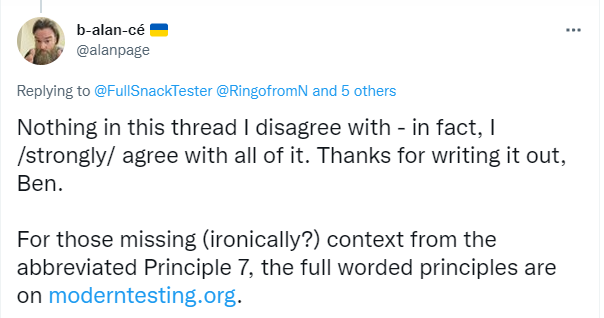 b-alan-cé 🇺🇦
@alanpage
Replying to @FullSnackTester @RingofromN and 5 others
Nothing in this thread I disagree with - in fact, I
/strongly/ agree with all of it. Thanks for writing it out,
Ben.
For those missing (ironically?) context from the
abbreviated Principle 7, the full worded principles are
on moderntesting.org.